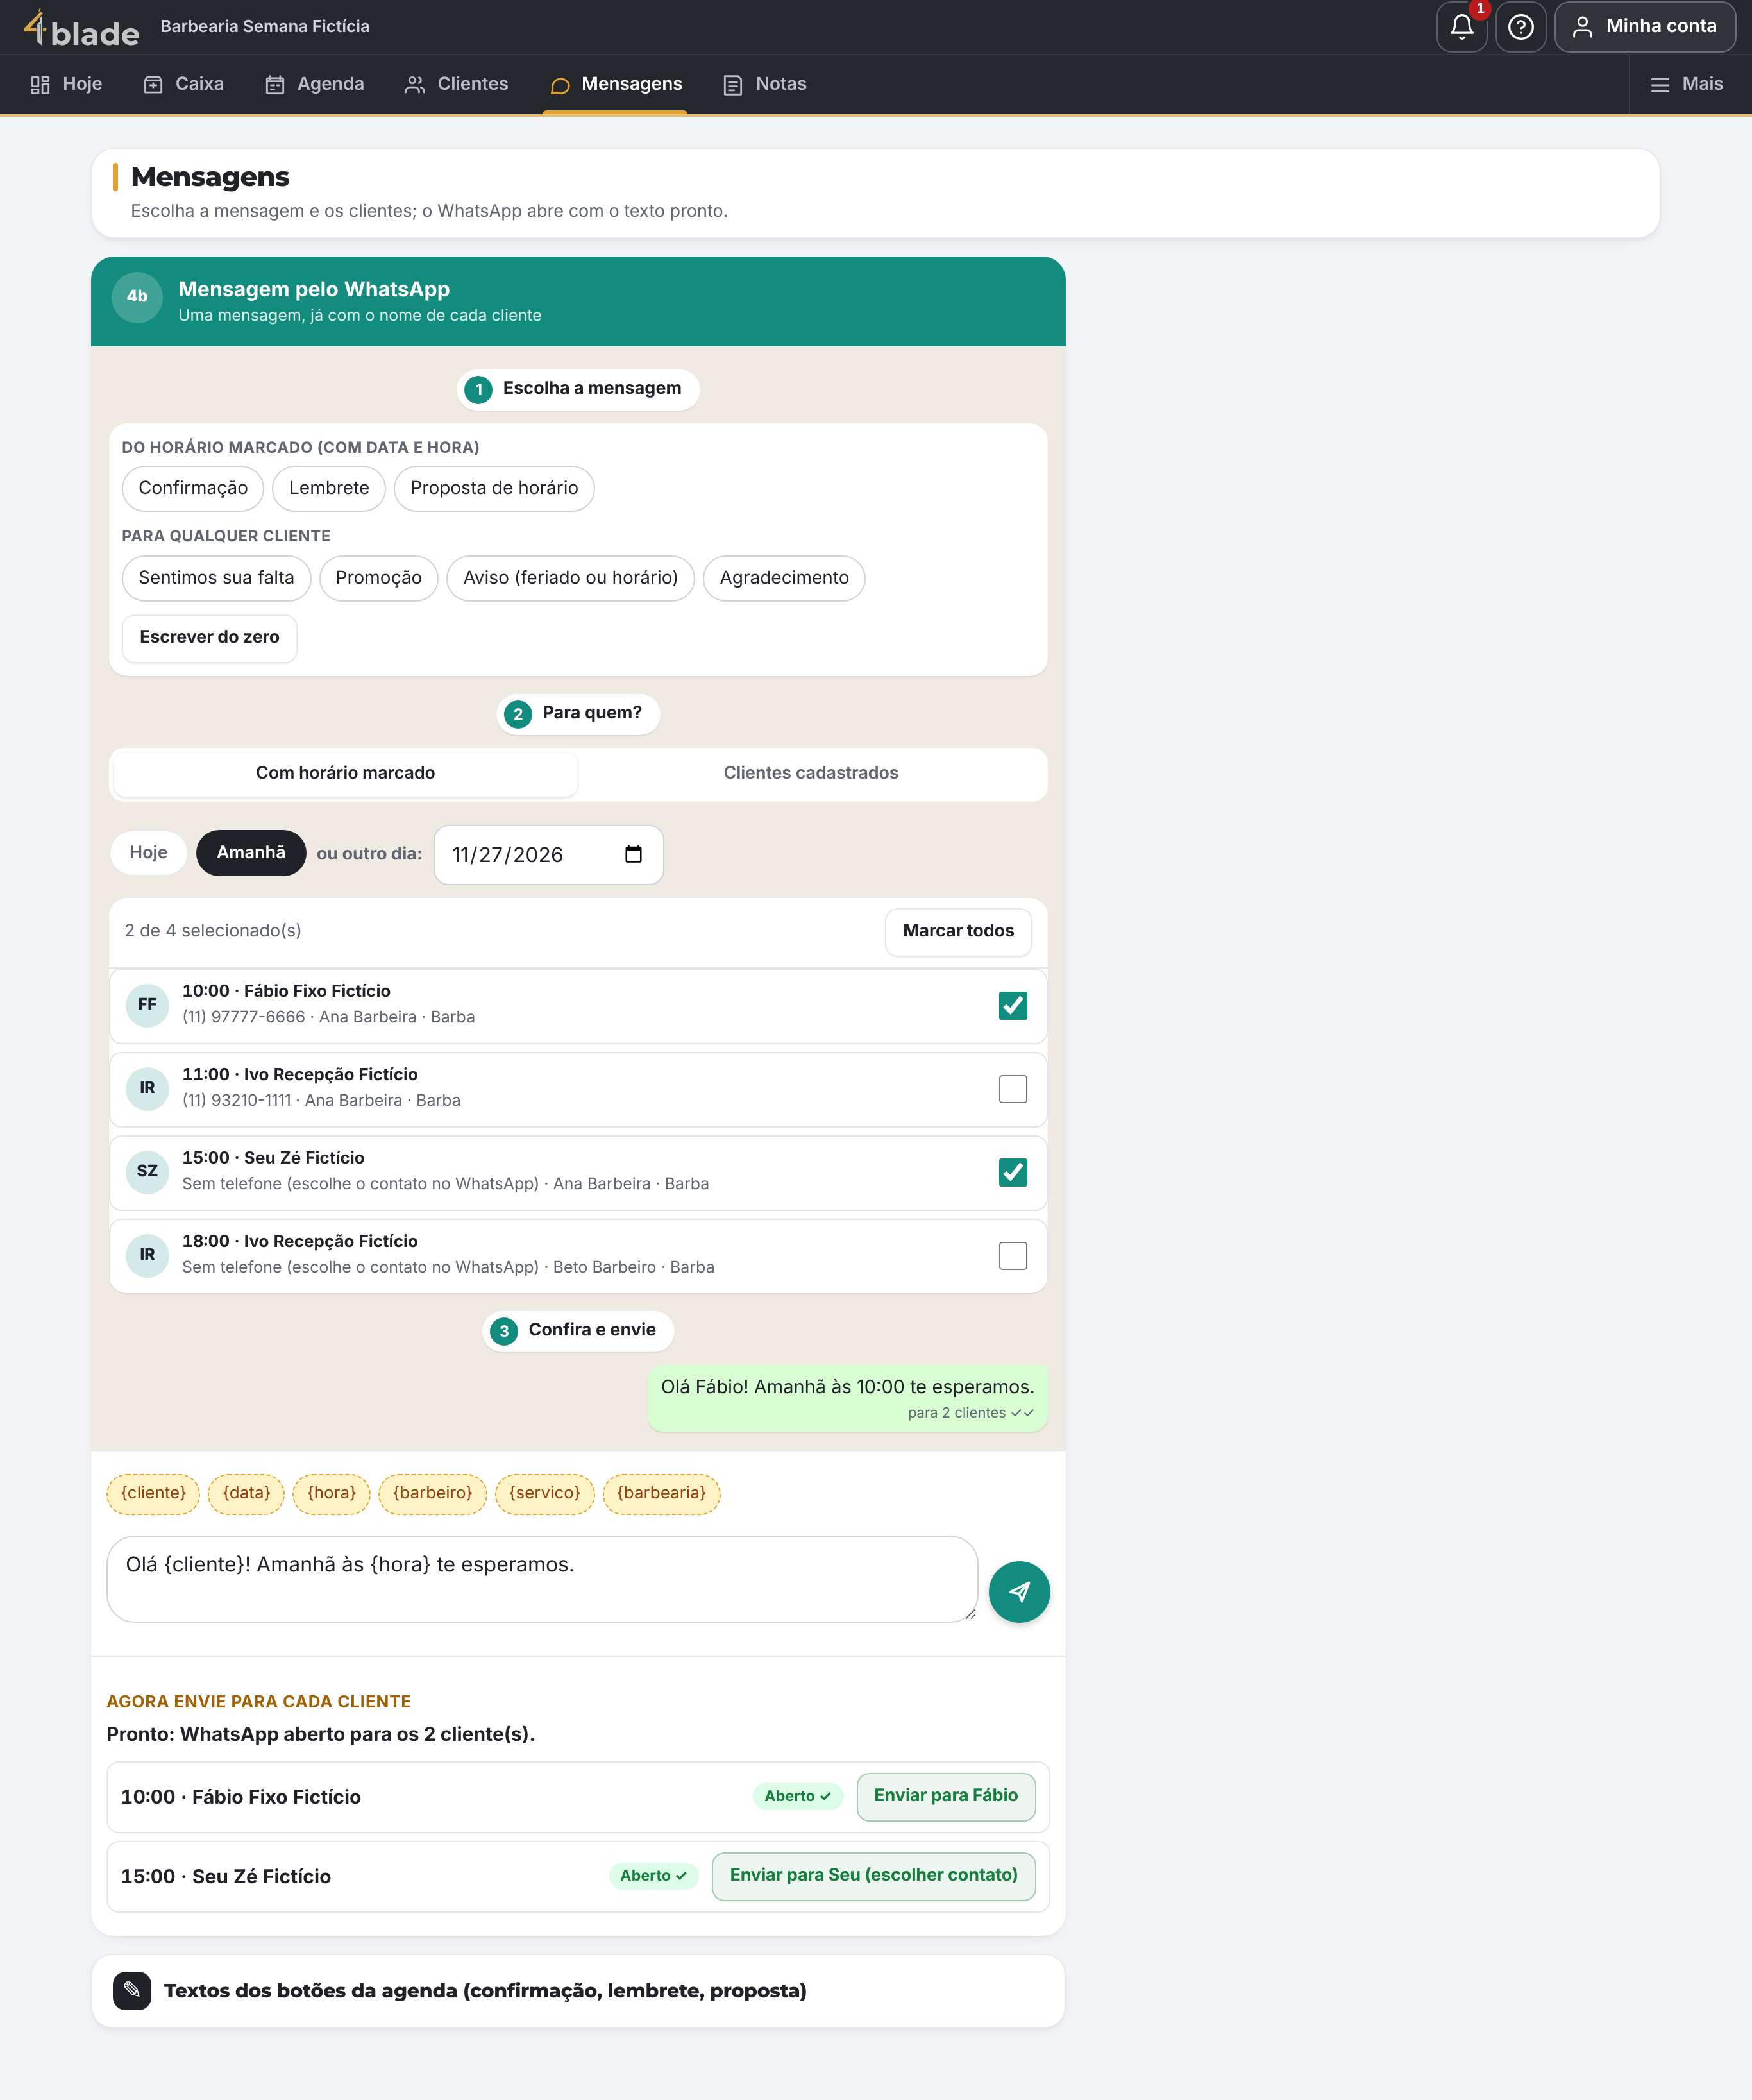 4blade Barbearia Semana Fictícia 1 Minha conta
Hoje Caixa Agenda Clientes Mensagens Notas Mais
Mensagens
Escolha a mensagem e os clientes; o WhatsApp abre com o texto pronto.
4b
Mensagem pelo WhatsApp
Uma mensagem, já com o nome de cada cliente
1 Escolha a mensagem
DO HORÁRIO MARCADO (COM DATA E HORA)
Confirmação Lembrete Proposta de horário
PARA QUALQUER CLIENTE
Sentimos sua falta Promoção Aviso (feriado ou horário) Agradecimento
Escrever do zero
2 Para quem?
Com horário marcado Clientes cadastrados
Hoje Amanhã ou outro dia: 11/27/2026
2 de 4 selecionado(s) Marcar todos
FF
10:00 · Fábio Fixo Fictício
(11) 97777-6666 · Ana Barbeira · Barba
IR
11:00 · Ivo Recepção Fictício
(11) 93210-1111 · Ana Barbeira · Barba
SZ
15:00 · Seu Zé Fictício
Sem telefone (escolhe o contato no WhatsApp) · Ana Barbeira · Barba
IR
18:00 · Ivo Recepção Fictício
Sem telefone (escolhe o contato no WhatsApp) · Beto Barbeiro · Barba
3 Confira e envie
Olá Fábio! Amanhã às 10:00 te esperamos.
para 2 clientes ✓✓
{cliente} {data} {hora} {barbeiro} {servico} {barbearia}
Olá {cliente}! Amanhã às {hora} te esperamos.
AGORA ENVIE PARA CADA CLIENTE
Pronto: WhatsApp aberto para os 2 cliente(s).
10:00 · Fábio Fixo Fictício Aberto ✓ Enviar para Fábio
15:00 · Seu Zé Fictício Aberto ✓ Enviar para Seu (escolher contato)
✎ Textos dos botões da agenda (confirmação, lembrete, proposta)